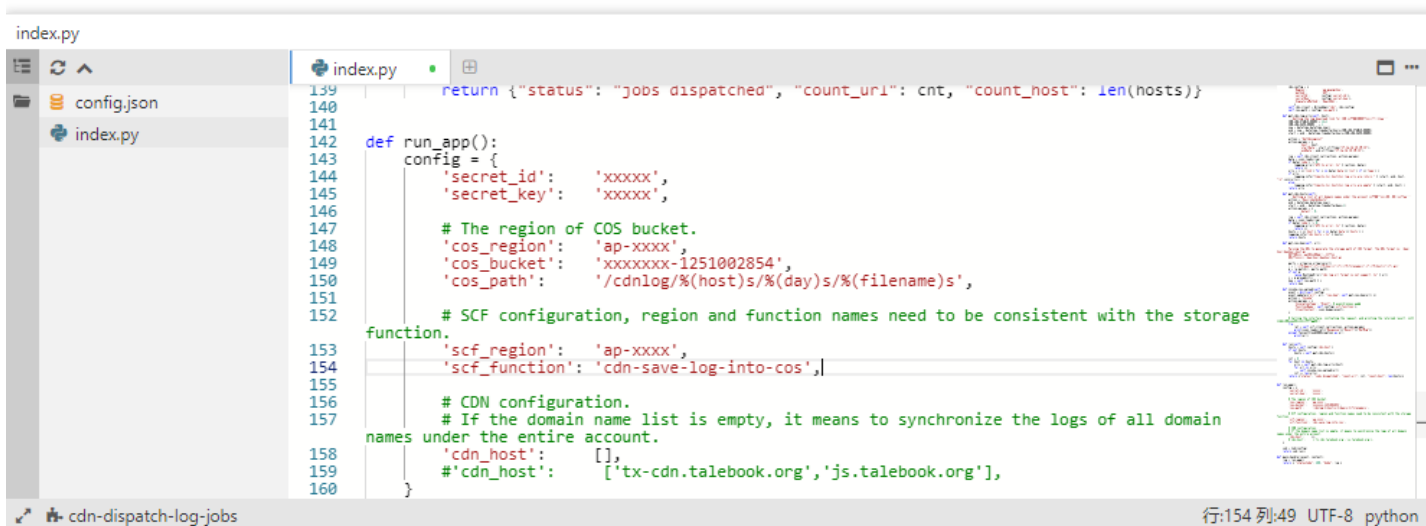 index.py
config.json
index.py
index.py
139 return {"status": "jobs dispatched", "count_url": cnt, "count_host": len(hosts)}
140
141
142 def run_app():
143 config = {
144 'secret_id': 'xxxxx',
145 'secret_key': 'xxxxx',
146
147 # The region of COS bucket.
148 'cos_region': 'ap-xxxx',
149 'cos_bucket': 'xxxxxxx-1251002854',
150 'cos_path': '/cdnlog/%(host)s/%(day)s/%(filename)s',
151
152 # SCF configuration, region and function names need to be consistent with the storage
function.
153 'scf_region': 'ap-xxxx',
154 'scf_function': 'cdn-save-log-into-cos',
155
156 # CDN configuration.
157 # If the domain name list is empty, it means to synchronize the logs of all domain
names under the entire account.
158 'cdn_host': [],
159 #'cdn_host': ['tx-cdn.talebook.org','js.talebook.org'],
160 }
cdn-dispatch-log-jobs
行:154 列:49 UTF-8 python